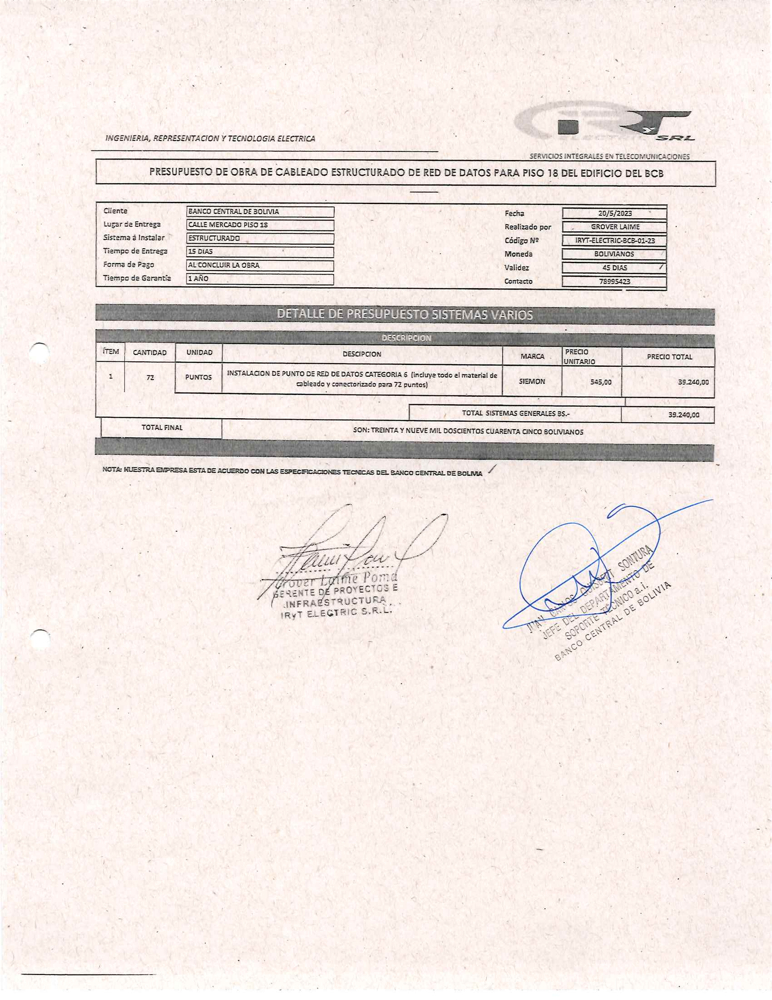 IRyT SRL
ELECTRIC
INGENIERIA, REPRESENTACION Y TECNOLOGIA ELECTRICA
SERVICIOS INTEGRALES EN TELECOMUNICACIONES
PRESUPUESTO DE OBRA DE CABLEADO ESTRUCTURADO DE RED DE DATOS PARA PISO 18 DEL EDIFICIO DEL BCB
Cliente BANCO CENTRAL DE BOLIVIA Fecha 20/5/2023
Lugar de Entrega CALLE MERCADO PISO 18 Realizado por GROVER LAIME
Sistema á Instalar ESTRUCTURADO Código Nº IRYT-ELECTRIC-BCB-01-23
Tiempo de Entrega 15 DIAS Moneda BOLIVIANOS
Forma de Pago AL CONCLUIR LA OBRA Validez 45 DIAS
Tiempo de Garantía 1 AÑO Contacto 78995423
DETALLE DE PRESUPUESTO SISTEMAS VARIOS
DESCRIPCION
ÍTEM CANTIDAD UNIDAD DESCIPCION MARCA PRECIO UNITARIO PRECIO TOTAL
1 72 PUNTOS INSTALACION DE PUNTO DE RED DE DATOS CATEGORIA 6 (incluye todo el material de SIEMON 545,00 39.240,00
cableado y conectorizado para 72 puntos)
TOTAL SISTEMAS GENERALES BS.- 39.240,00
TOTAL FINAL SON: TREINTA Y NUEVE MIL DOSCIENTOS CUARENTA CINCO BOLIVIANOS
NOTA: NUESTRA EMPRESA ESTA DE ACUERDO CON LAS ESPECIFICACIONES TECNICAS DEL BANCO CENTRAL DE BOLIVIA
Grover Laime Poma
GERENTE DE PROYECTOS E
INFRAESTRUCTURA
IRyT ELECTRIC S.R.L.
JUAN CARLOS QUISBERT SONTURA
JEFE DEL DEPARTAMENTO DE
SOPORTE TÉCNICO a.i.
BANCO CENTRAL DE BOLIVIA